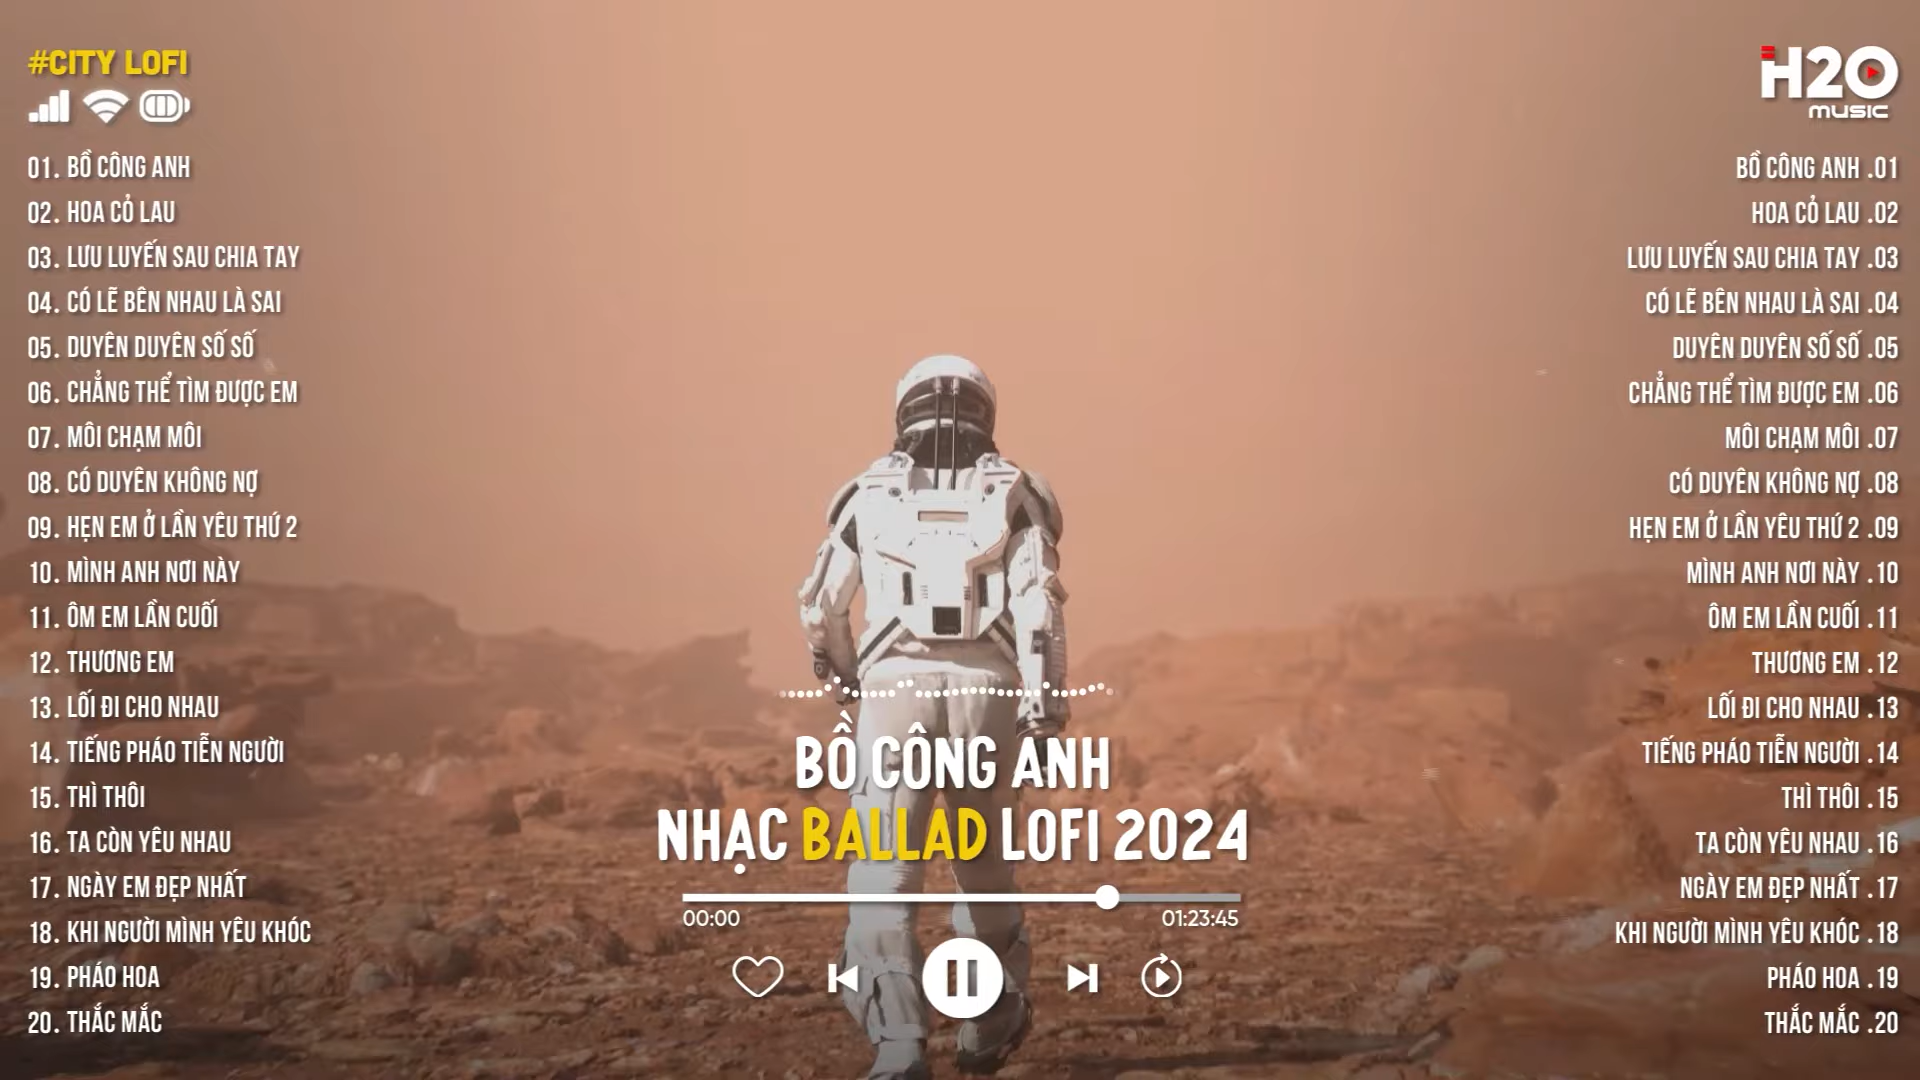 #CITY LOFI
H2O
MUSIC
01. BỒ CÔNG ANH
02. HOA CỎ LAU
03. LƯU LUYẾN SAU CHIA TAY
04. CÓ LẼ BÊN NHAU LÀ SAI
05. DUYÊN DUYÊN SỐ SỐ
06. CHẲNG THỂ TÌM ĐƯỢC EM
07. MÔI CHẠM MÔI
08. CÓ DUYÊN KHÔNG NỢ
09. HẸN EM Ở LẦN YÊU THỨ 2
10. MÌNH ANH NƠI NÀY
11. ÔM EM LẦN CUỐI
12. THƯƠNG EM
13. LỐI ĐI CHO NHAU
14. TIẾNG PHÁO TIỄN NGƯỜI
15. THÌ THÔI
16. TA CÒN YÊU NHAU
17. NGÀY EM ĐẸP NHẤT
18. KHI NGƯỜI MÌNH YÊU KHÓC
19. PHÁO HOA
20. THẮC MẮC
BỒ CÔNG ANH
NHẠC BALLAD LOFI 2024
00:00
01:23:45
BỒ CÔNG ANH .01
HOA CỎ LAU .02
LƯU LUYẾN SAU CHIA TAY .03
CÓ LẼ BÊN NHAU LÀ SAI .04
DUYÊN DUYÊN SỐ SỐ .05
CHẲNG THỂ TÌM ĐƯỢC EM .06
MÔI CHẠM MÔI .07
CÓ DUYÊN KHÔNG NỢ .08
HẸN EM Ở LẦN YÊU THỨ 2 .09
MÌNH ANH NƠI NÀY .10
ÔM EM LẦN CUỐI .11
THƯƠNG EM .12
LỐI ĐI CHO NHAU .13
TIẾNG PHÁO TIỄN NGƯỜI .14
THÌ THÔI .15
TA CÒN YÊU NHAU .16
NGÀY EM ĐẸP NHẤT .17
KHI NGƯỜI MÌNH YÊU KHÓC .18
PHÁO HOA .19
THẮC MẮC .20